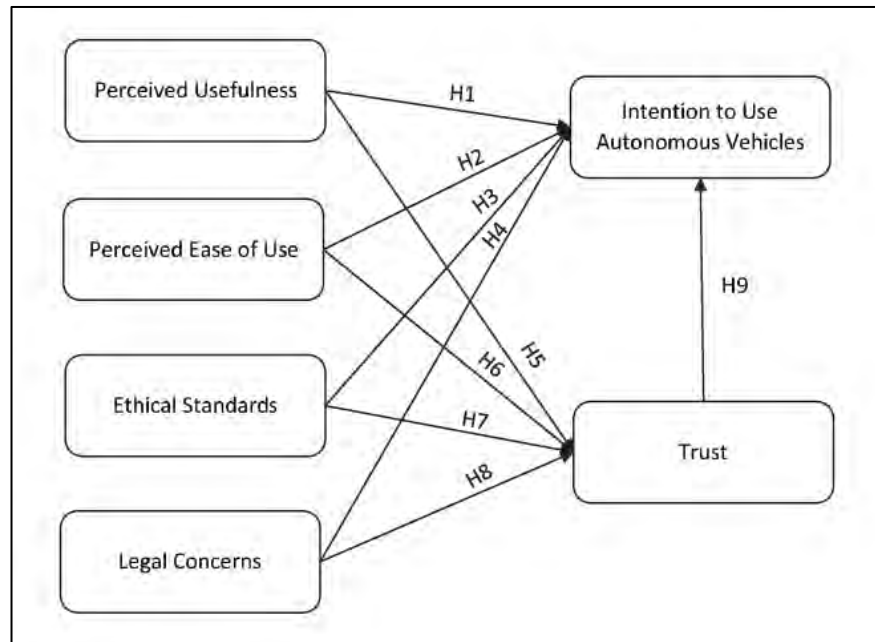 Perceived Usefulness
H1
Intention to Use
Autonomous Vehicles
H2
H3
H4
Perceived Ease of Use
H9
H5
H6
Ethical Standards
H7
Trust
H8
Legal Concerns